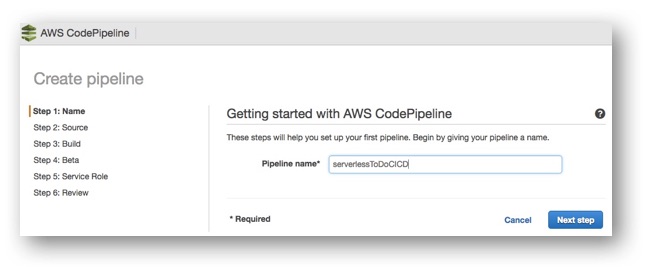 AWS CodePipeline
Create pipeline
Step 1: Name
Step 2: Source
Step 3: Build
Step 4: Beta
Step 5: Service Role
Step 6: Review
Getting started with AWS CodePipeline
?
These steps will help you set up your first pipeline. Begin by giving your pipeline a name.
Pipeline name* serverlessToDoCICD
* Required
Cancel Next step